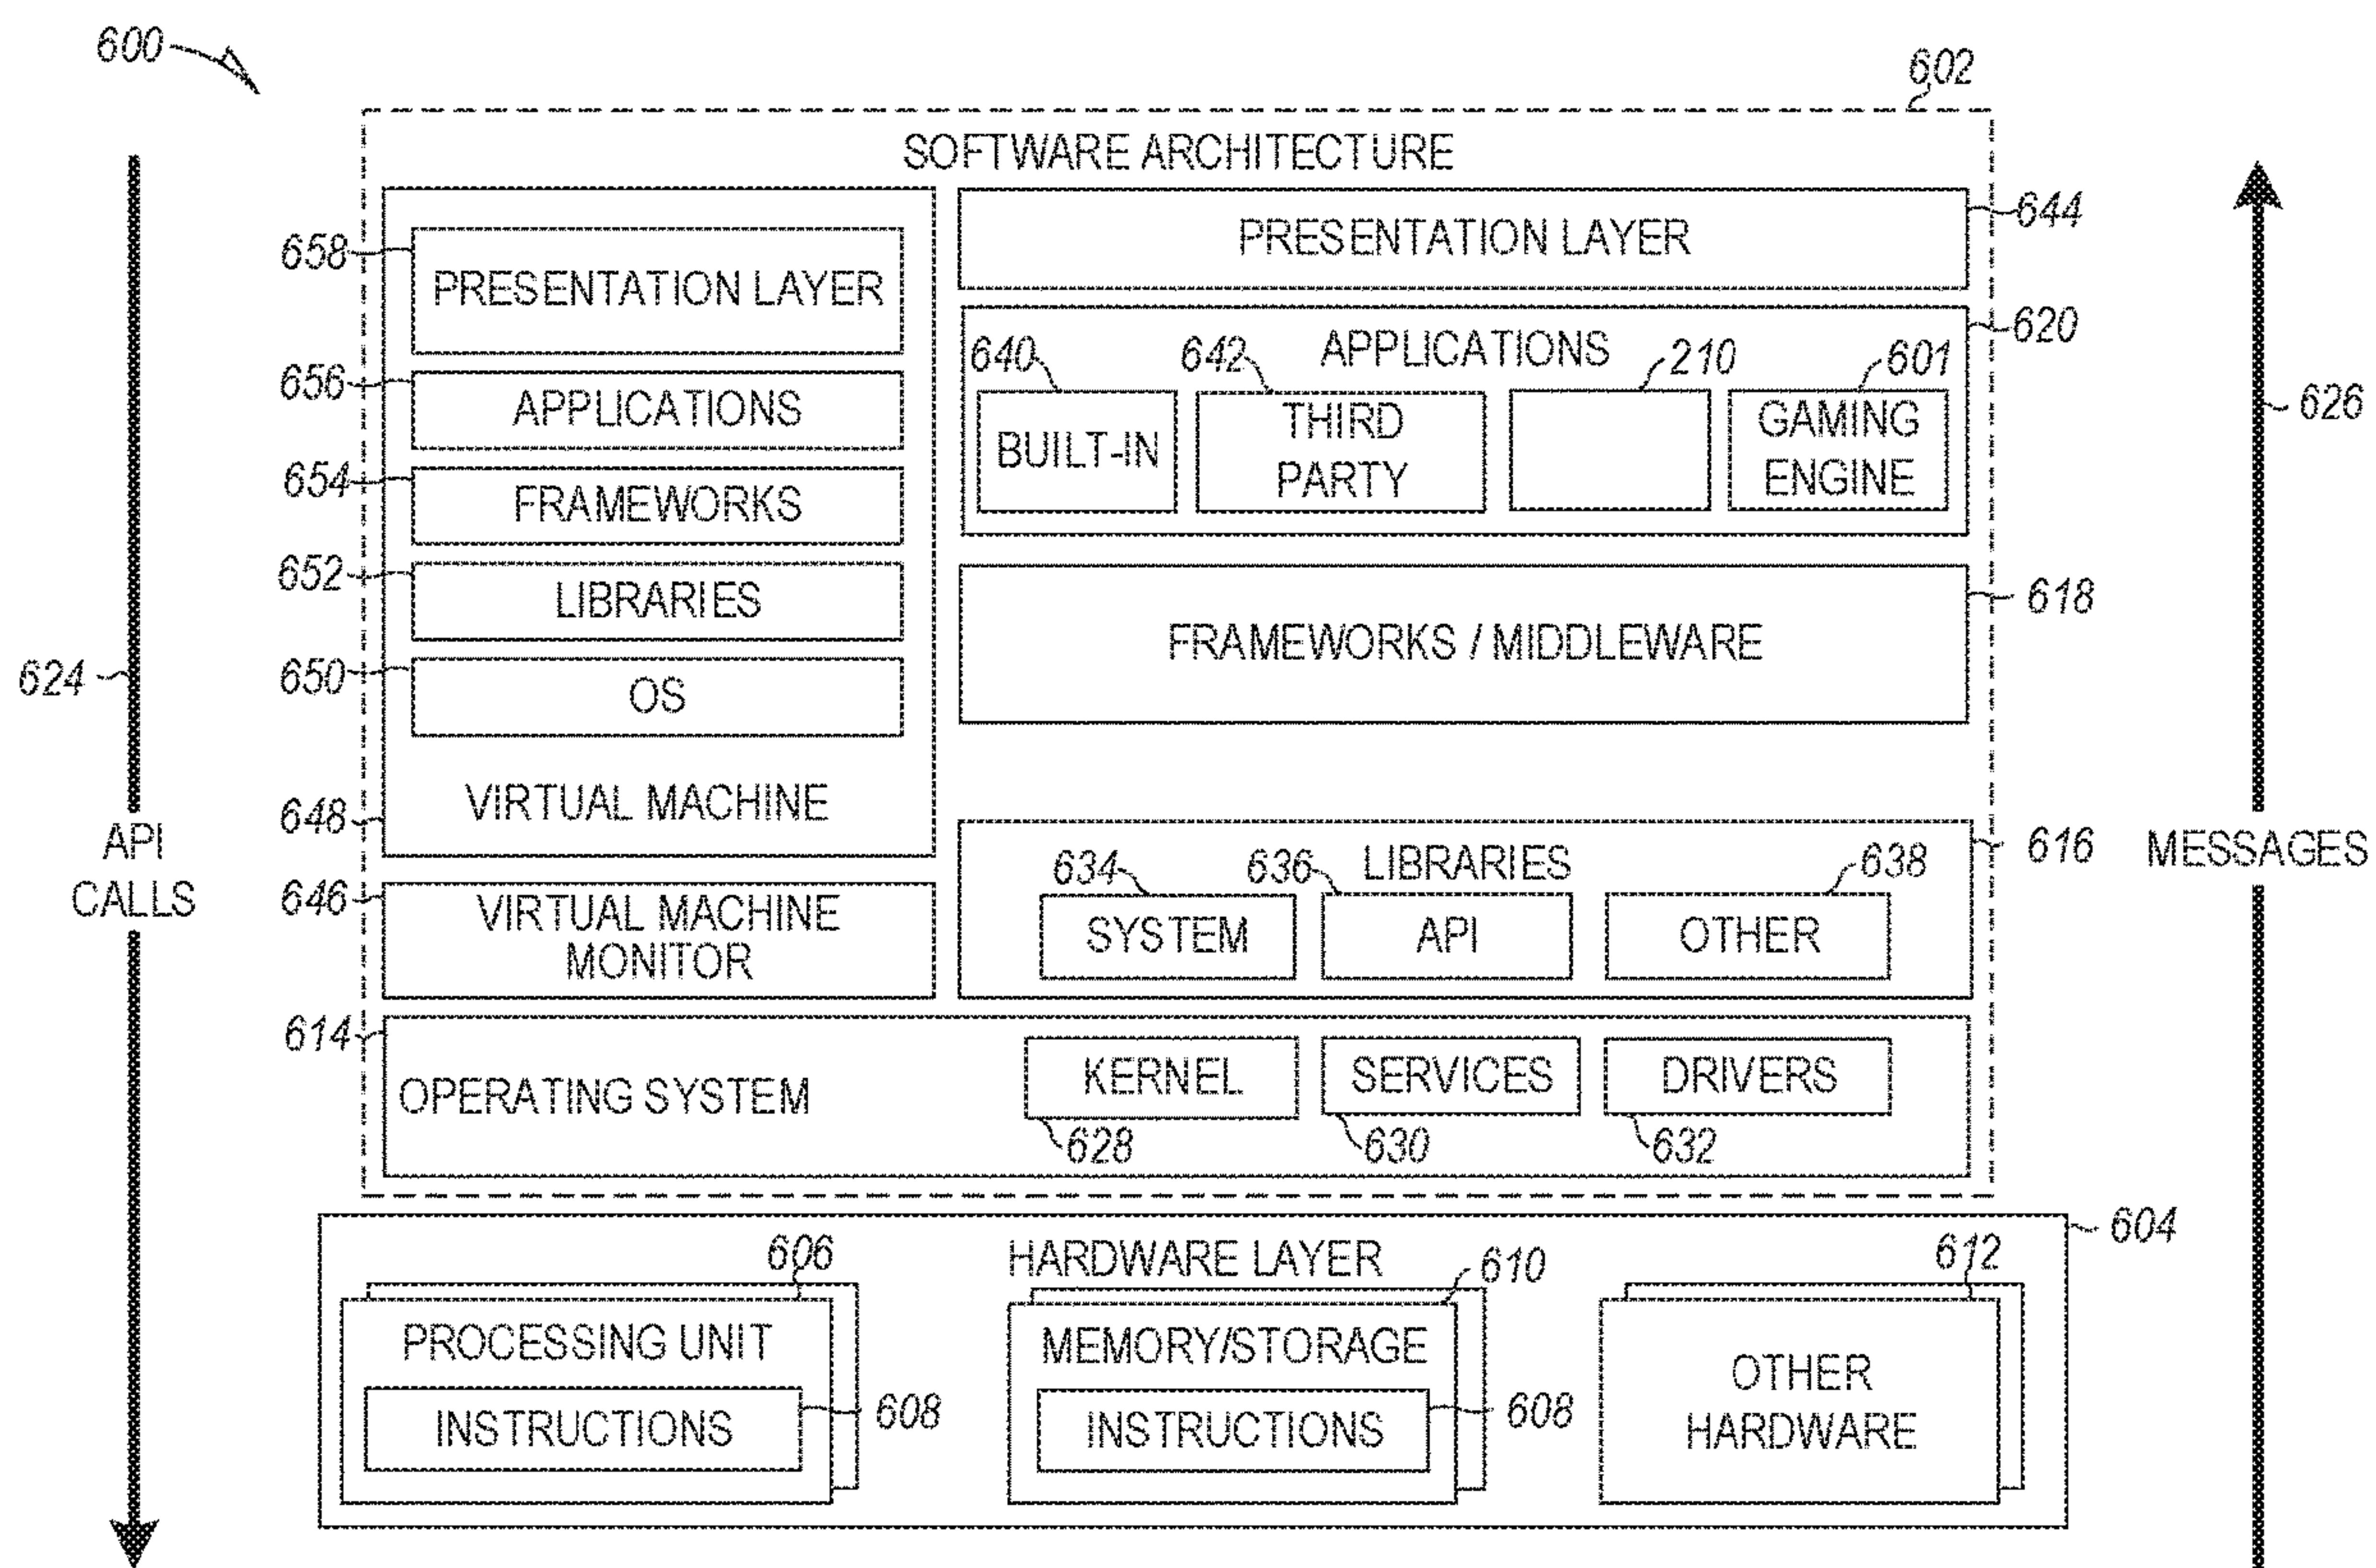 600
602
SOFTWARE ARCHITECTURE
658
PRESENTATION LAYER
656
APPLICATIONS
654
FRAMEWORKS
652
LIBRARIES
650
OS
648
VIRTUAL MACHINE
646
VIRTUAL MACHINE
MONITOR
644
PRESENTATION LAYER
620
APPLICATIONS
640
BUILT-IN
642
THIRD
PARTY
210
601
GAMING
ENGINE
618
FRAMEWORKS / MIDDLEWARE
616
LIBRARIES
634
SYSTEM
636
API
638
OTHER
614
OPERATING SYSTEM
KERNEL
628
SERVICES
630
DRIVERS
632
604
HARDWARE LAYER
606
PROCESSING UNIT
INSTRUCTIONS
608
610
MEMORY/STORAGE
INSTRUCTIONS
608
612
OTHER
HARDWARE
624
API
CALLS
626
MESSAGES